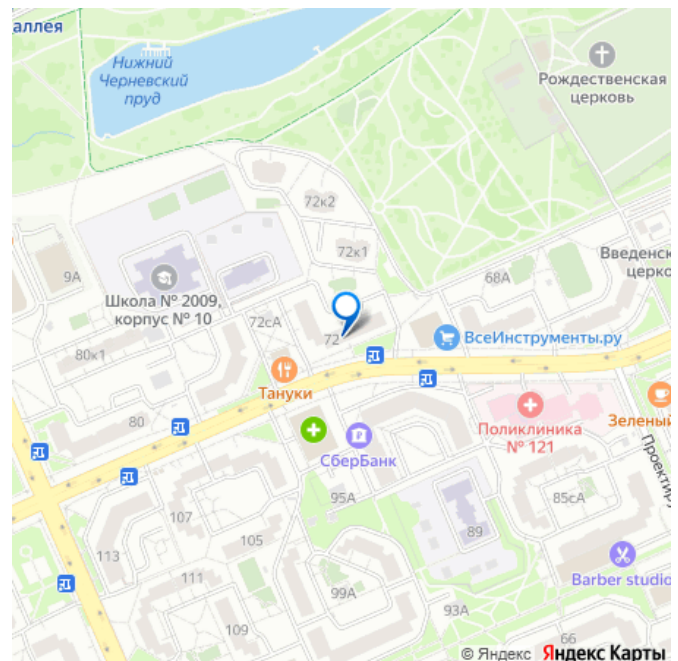 аллея
Нижний
Черневский
пруд
Рождественская
церковь
72к2
72к1
Введенск
церко
9А
68А
Школа № 2009,
корпус № 10
72сА
72
ВсеИнструменты.ру
80к1
Тануки
80
Поликлиника
№ 121
Зеленый
СберБанк
Проектиру
95А
85сА
107
89
105
113
Barber studio
111
99А
93А
109
66
© Яндекс Яндекс Карты